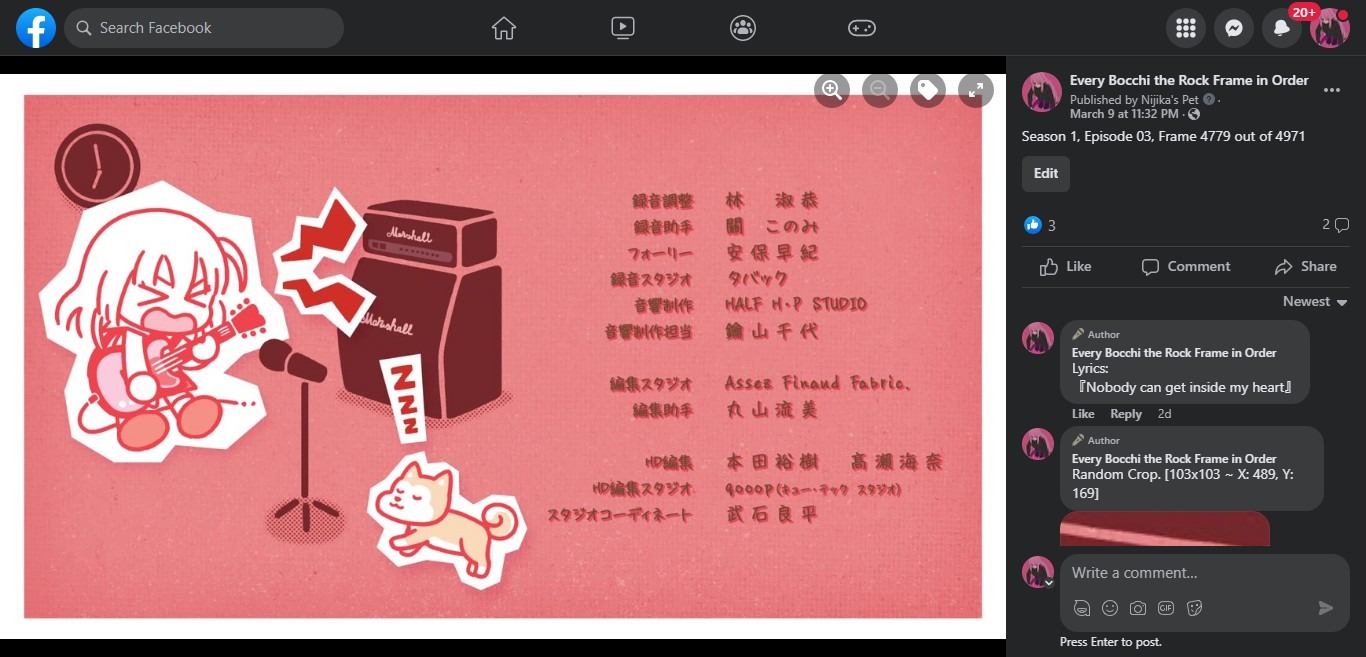 Search Facebook
20+
Every Bocchi the Rock Frame in Order
Published by Nijika's Pet ·
March 9 at 11:32 PM ·
Season 1, Episode 03, Frame 4779 out of 4971
Edit
3
2
Like Comment Share
Newest
Author
Every Bocchi the Rock Frame in Order
Lyrics:
『Nobody can get inside my heart』
Like Reply 2d
Author
Every Bocchi the Rock Frame in Order
Random Crop. [103x103 ~ X: 489, Y:
169]
Write a comment...
GIF
Press Enter to post.
Marshall
Marshall
ZZZ
録音調整 林 淑恭
録音助手 關 このみ
フォーリー 安保早紀
録音スタジオ タバック
音響制作 HALF H・P STUDIO
音響制作担当 鑰山千代
編集スタジオ Assez Finaud Fabric.
編集助手 丸山流美
HD編集 本田裕樹 髙瀬海奈
HD編集スタジオ qooop(キュー・テック スタジオ)
スタジオコーディネート 武石良平